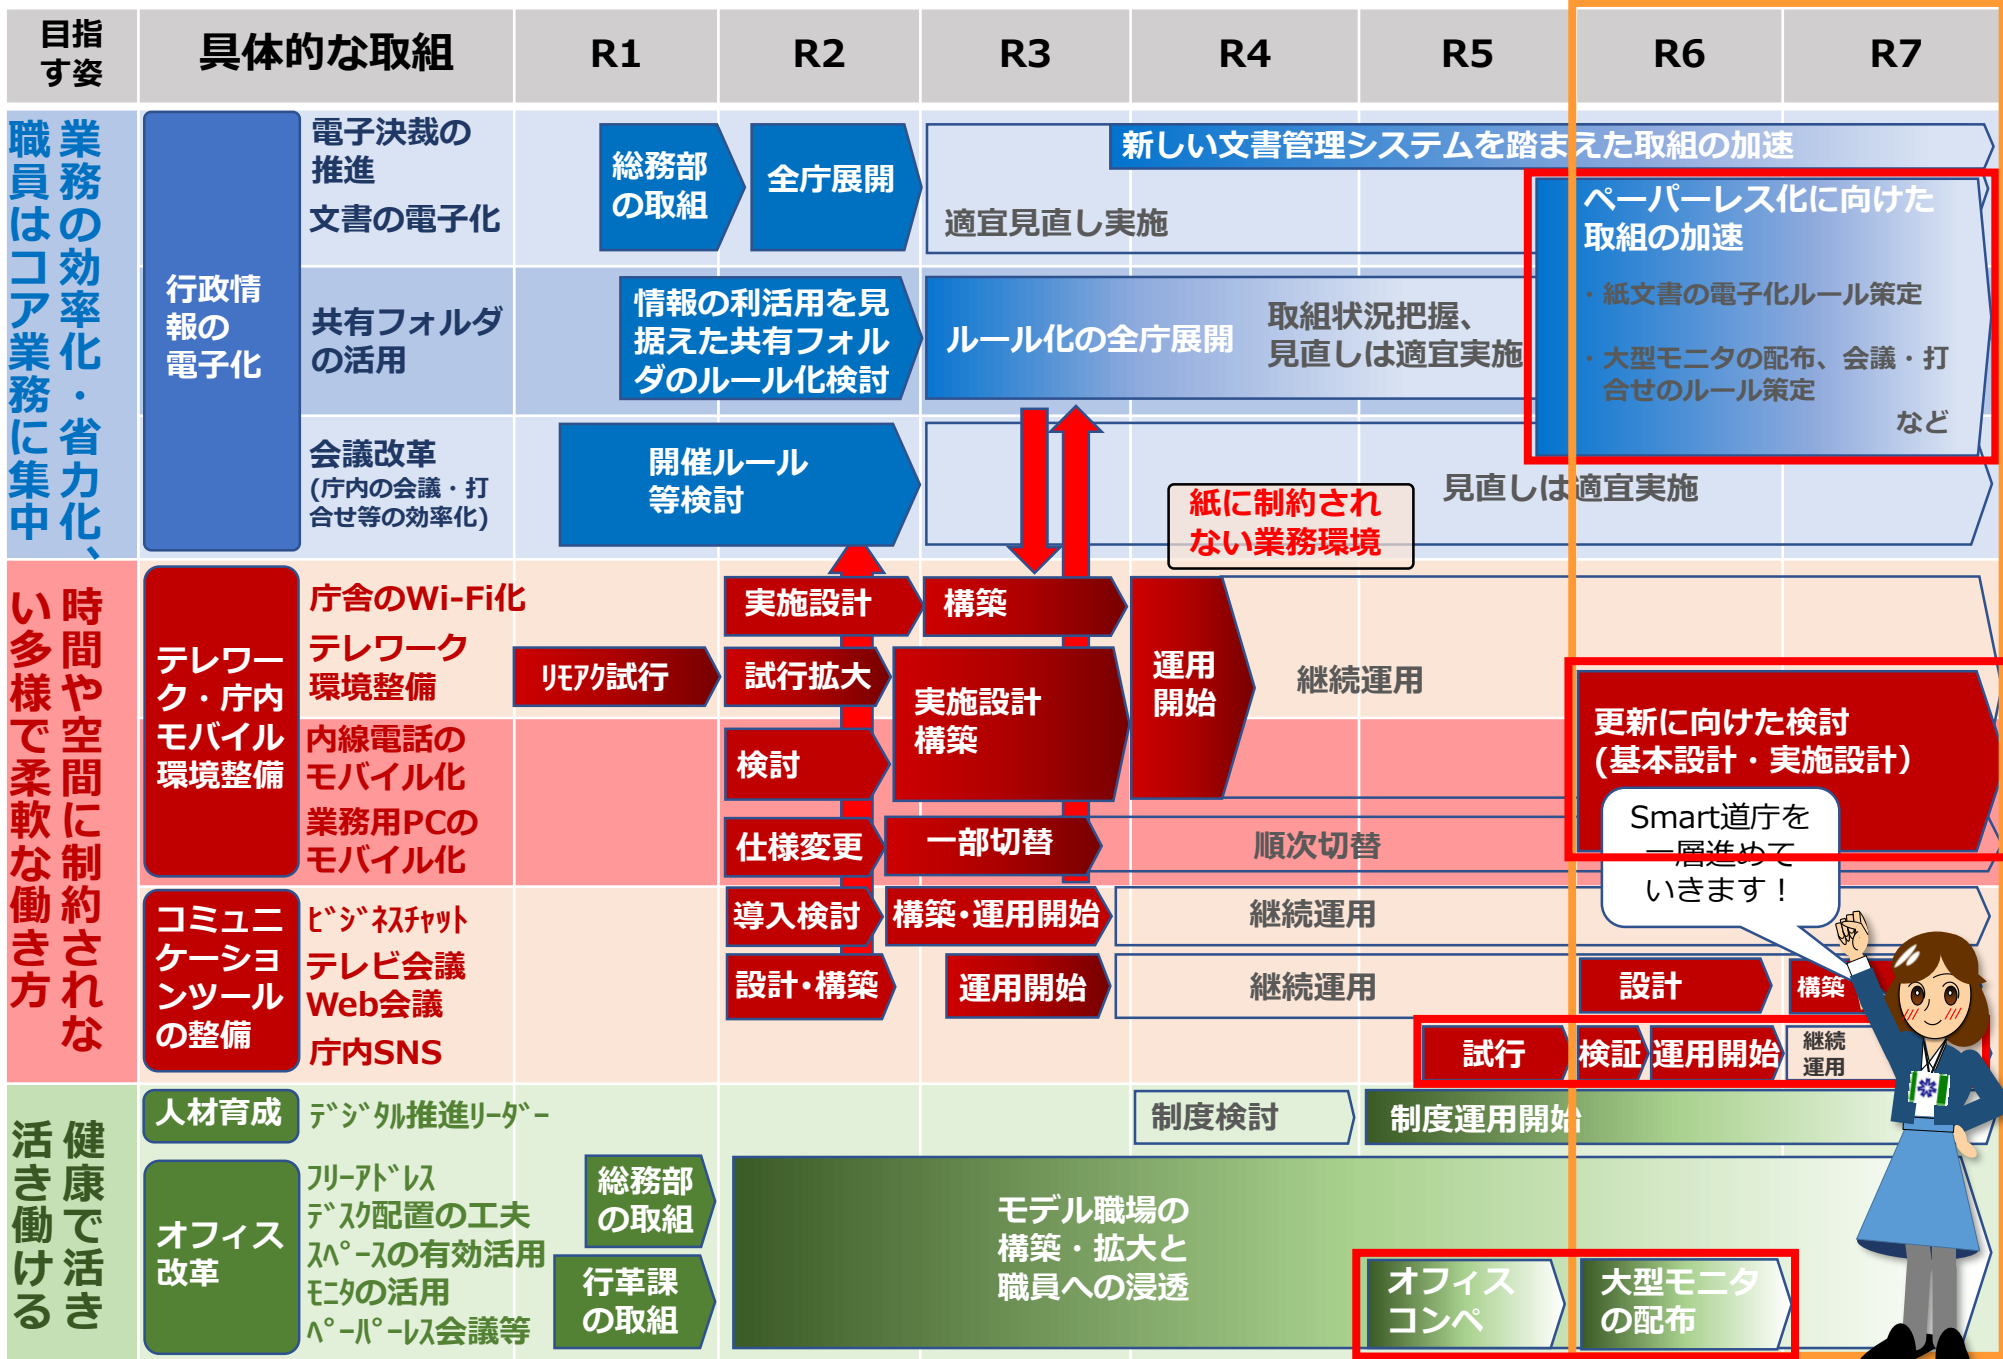 目指
す姿
具体的な取組
R1
R2
R3
R4
R5
R6
R7
業務の効率化・省力化、
職員はコア業務に集中
行政情
報の
電子化
電子決裁の
推進
文書の電子化
総務部
の取組
全庁展開
新しい文書管理システムを踏まえた取組の加速
適宜見直し実施
ペーパーレス化に向けた
取組の加速
・紙文書の電子化ルール策定
・大型モニタの配布、会議・打
合せのルール策定
など
共有フォルダ
の活用
情報の利活用を見
据えた共有フォル
ダのルール化検討
ルール化の全庁展開
取組状況把握、
見直しは適宜実施
会議改革
(庁内の会議・打
合せ等の効率化)
開催ルール
等検討
見直しは適宜実施
紙に制約され
ない業務環境
時間や空間に制約されな
い多様で柔軟な働き方
テレワー
ク・庁内
モバイル
環境整備
庁舎のWi-Fi化
実施設計
構築
テレワーク
環境整備
ﾘﾓｱｸ試行
試行拡大
実施設計
構築
運用
開始
継続運用
更新に向けた検討
(基本設計・実施設計）
内線電話の
モバイル化
検討
業務用PCの
モバイル化
仕様変更
一部切替
順次切替
Smart道庁を
一層進めて
いきます！
コミュニ
ケーショ
ンツール
の整備
ﾋﾞｼﾞﾈｽﾁｬｯﾄ
導入検討
構築･運用開始
継続運用
テレビ会議
Web会議
設計･構築
運用開始
継続運用
設計
構築
庁内SNS
試行
検証
運用開始
継続
運用
健康で活き
活き働ける
人材育成
ﾃﾞｼﾞﾀﾙ推進ﾘｰﾀﾞｰ
制度検討
制度運用開始
オフィス
改革
ﾌﾘｰｱﾄﾞﾚｽ
ﾃﾞｽｸ配置の工夫
ｽﾍﾟｰｽの有効活用
ﾓﾆﾀの活用
ﾍﾟｰﾊﾟｰﾚｽ会議等
総務部
の取組
行革課
の取組
モデル職場の
構築・拡大と
職員への浸透
オフィス
コンペ
大型モニタ
の配布